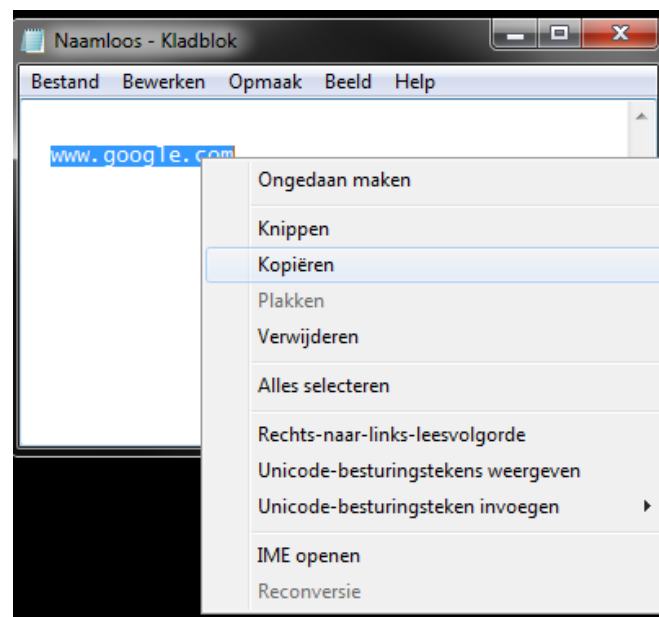 Naamloos - Kladblok
Bestand Bewerken Opmaak Beeld Help
www.google.com
Ongedaan maken
Knippen
Kopiëren
Plakken
Verwijderen
Alles selecteren
Rechts-naar-links-leesvolgorde
Unicode-besturingstekens weergeven
Unicode-besturingsteken invoegen
IME openen
Reconversie